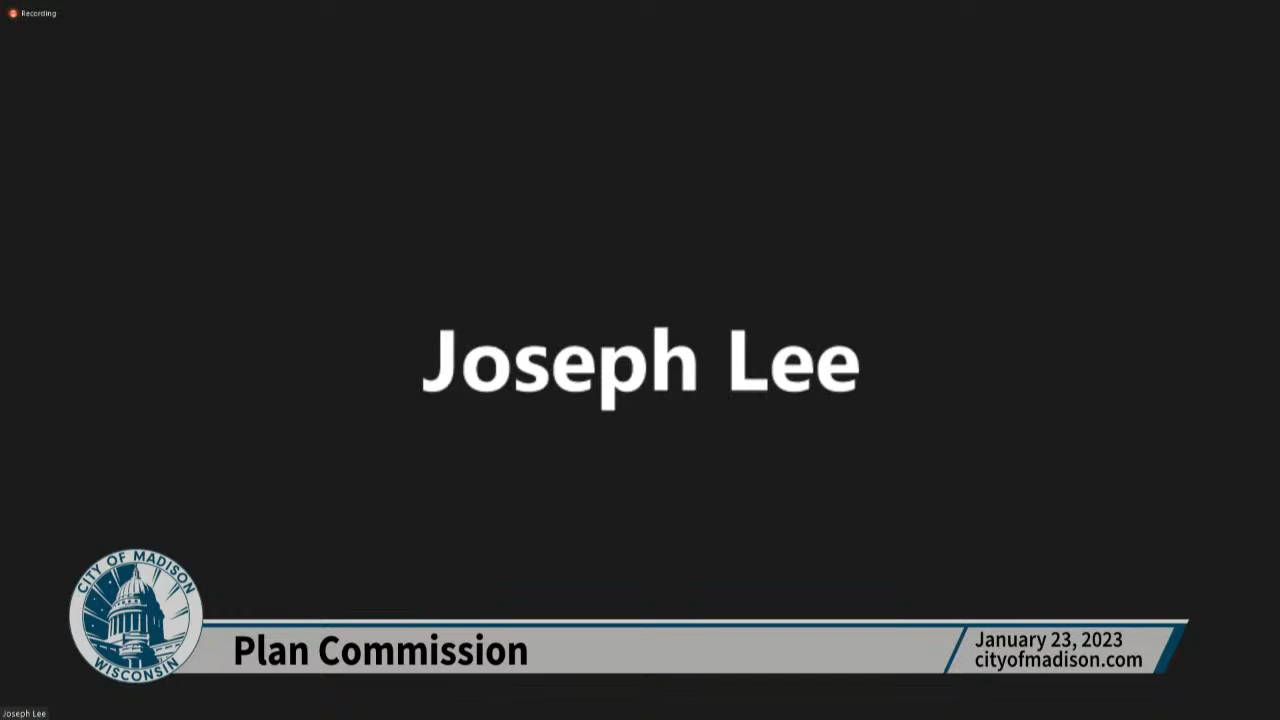 Recording
Joseph Lee
CITY OF MADISON
WISCONSIN
Plan Commission
January 23, 2023
cityofmadison.com
Joseph Lee